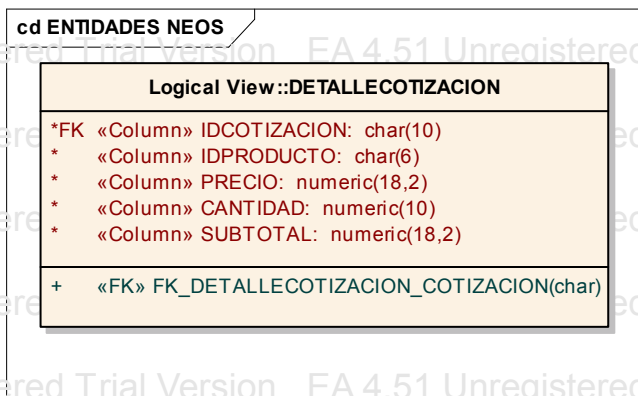 cd ENTIDADES NEOS
ered Trial Version EA 4.51 Unregistered
Logical View::DETALLECOTIZACION
*FK «Column» IDCOTIZACION: char(10)
* «Column» IDPRODUCTO: char(6)
* «Column» PRECIO: numeric(18,2)
* «Column» CANTIDAD: numeric(10)
* «Column» SUBTOTAL: numeric(18,2)
+ «FK» FK_DETALLECOTIZACION_COTIZACION(char)
ered Trial Version EA 4.51 Unregistered